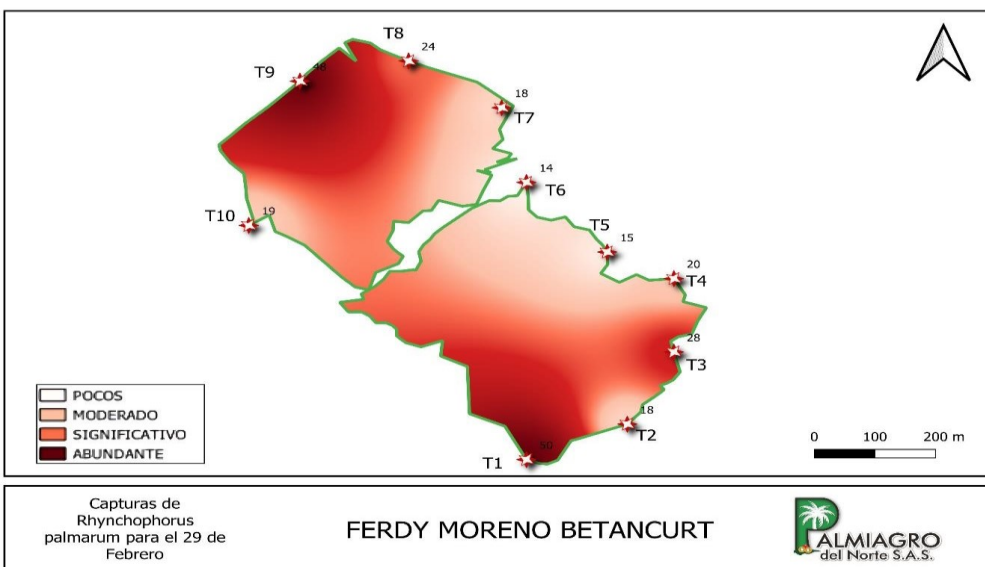 T8
24
T9
48
18
T7
14
T6
T10
19
T5
15
20
T4
28
T3
18
T2
50
T1
POCOS
MODERADO
SIGNIFICATIVO
ABUNDANTE
0 100 200 m
Capturas de
Rhynchophorus
palmarum para el 29 de
Febrero
FERDY MORENO BETANCURT
PALMIAGRO
del Norte S.A.S.